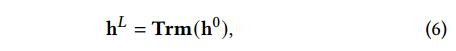 h^L = Trm(h^0), (6)